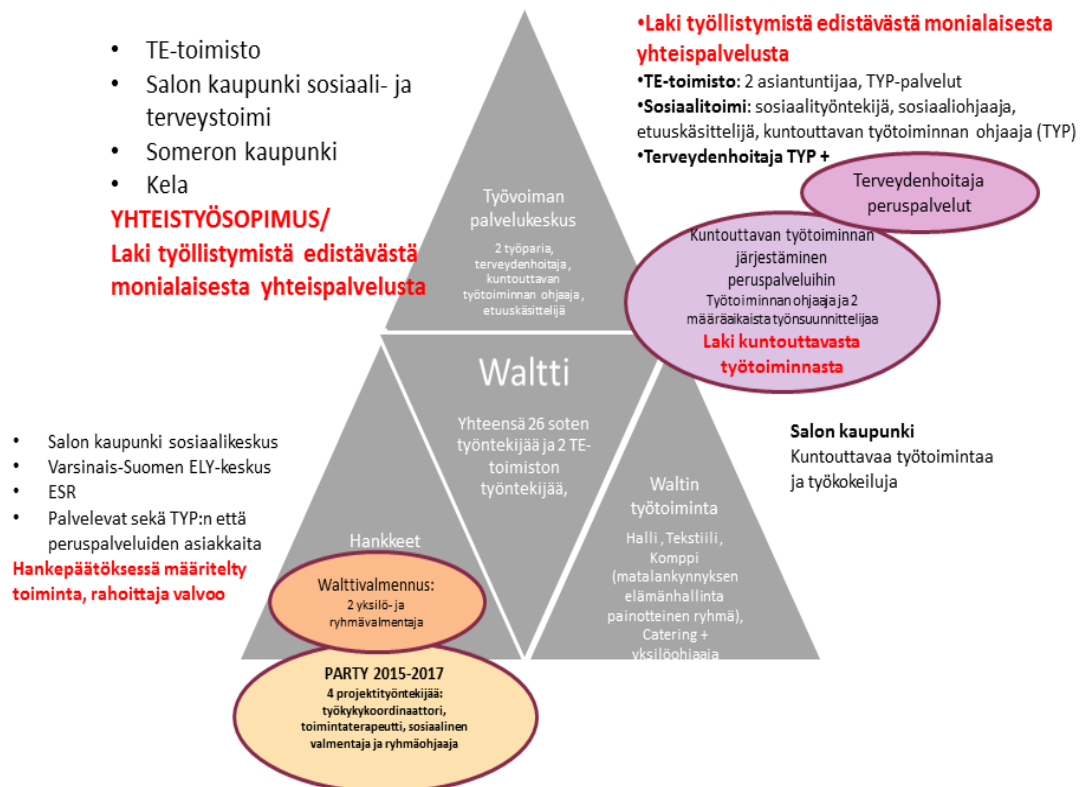 • TE-toimisto
• Salon kaupunki sosiaali- ja
terveystoimi
• Someron kaupunki
• Kela
YHTEISTYÖSOPIMUS/
Laki työllistymistä edistävästä
monialaisesta yhteispalvelusta
•Laki työllistymistä edistävästä monialaisesta
yhteispalvelusta
•TE-toimisto: 2 asiantuntijaa, TYP-palvelut
•Sosiaalitoimi: sosiaalityöntekijä, sosiaaliohjaaja,
etuuskäsittelijä, kuntouttavan työtoiminnan ohjaaja (TYP)
•Terveydenhoitaja TYP +
Terveydenhoitaja
peruspalvelut
Työvoiman
palvelukeskus
2 työparia,
terveydenhoitaja,
kuntouttavan
työtoiminnan ohjaaja,
etuuskäsittelijä
Kuntouttavan työtoiminnan
järjestäminen
peruspalveluihin
Työtoiminnan ohjaaja ja 2
määräaikaista työnsuunnittelijaa
Laki kuntouttavasta
työtoiminnasta
Waltti
Yhteensä 26 soten
työntekijää ja 2 TE-
toimiston
työntekijää,
• Salon kaupunki sosiaalikeskus
• Varsinais-Suomen ELY-keskus
• ESR
• Palvelevat sekä TYP:n että
peruspalveluiden asiakkaita
Hankepäätöksessä määritelty
toiminta, rahoittaja valvoo
Salon kaupunki
Kuntouttavaa työtoimintaa
ja työkokeiluja
Hankkeet
Walttivalmennus:
2 yksilö- ja
ryhmävalmentaja
PARTY 2015-2017
4 projektityöntekijää:
työkykykoordinaattori,
toimintaterapeutti, sosiaalinen
valmentaja ja ryhmäohjaaja
Waltin
työtoiminta
Halli, Tekstiili,
Komppi
(matalankynnyksen
elämänhallinta
painotteinen ryhmä),
Catering +
yksilöohjaaja